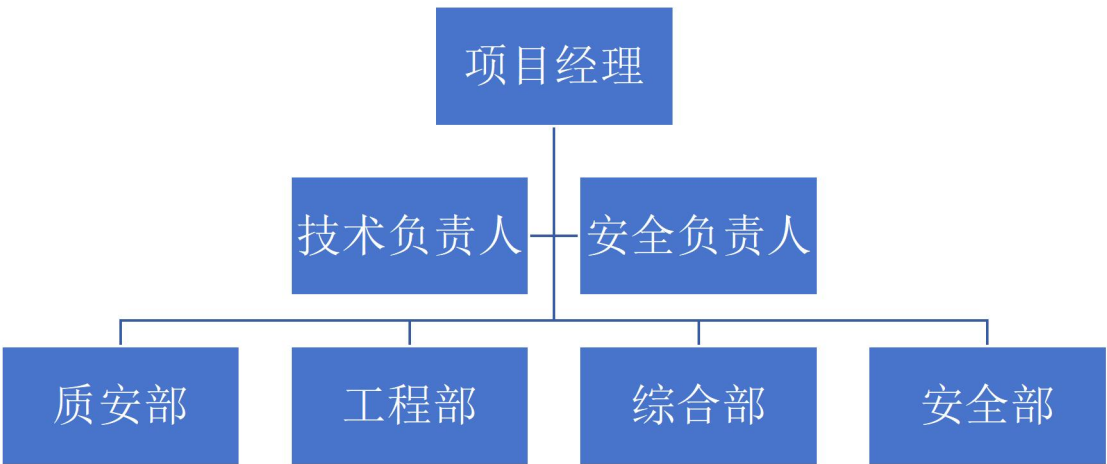 项目经理
技术负责人
安全负责人
质安部
工程部
综合部
安全部